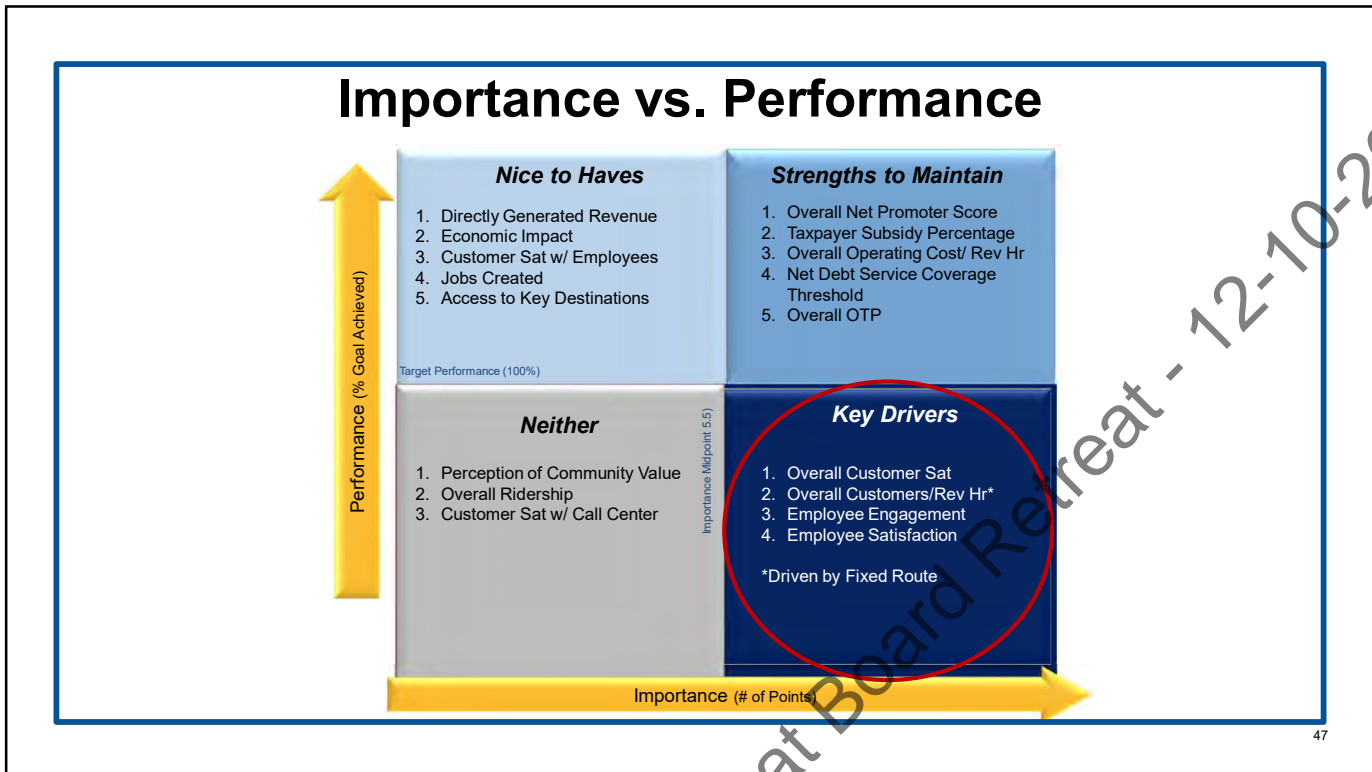 Importance vs. Performance
Performance (% Goal Achieved)
Nice to Haves
1. Directly Generated Revenue
2. Economic Impact
3. Customer Sat w/ Employees
4. Jobs Created
5. Access to Key Destinations
Target Performance (100%)
Strengths to Maintain
1. Overall Net Promoter Score
2. Taxpayer Subsidy Percentage
3. Overall Operating Cost/ Rev Hr
4. Net Debt Service Coverage
Threshold
5. Overall OTP
Neither
1. Perception of Community Value
2. Overall Ridership
3. Customer Sat w/ Call Center
Importance Midpoint 5.5)
Key Drivers
1. Overall Customer Sat
2. Overall Customers/Rev Hr*
3. Employee Engagement
4. Employee Satisfaction
*Driven by Fixed Route
Importance (# of Points)
at Board Retreat - 12-10-20
47